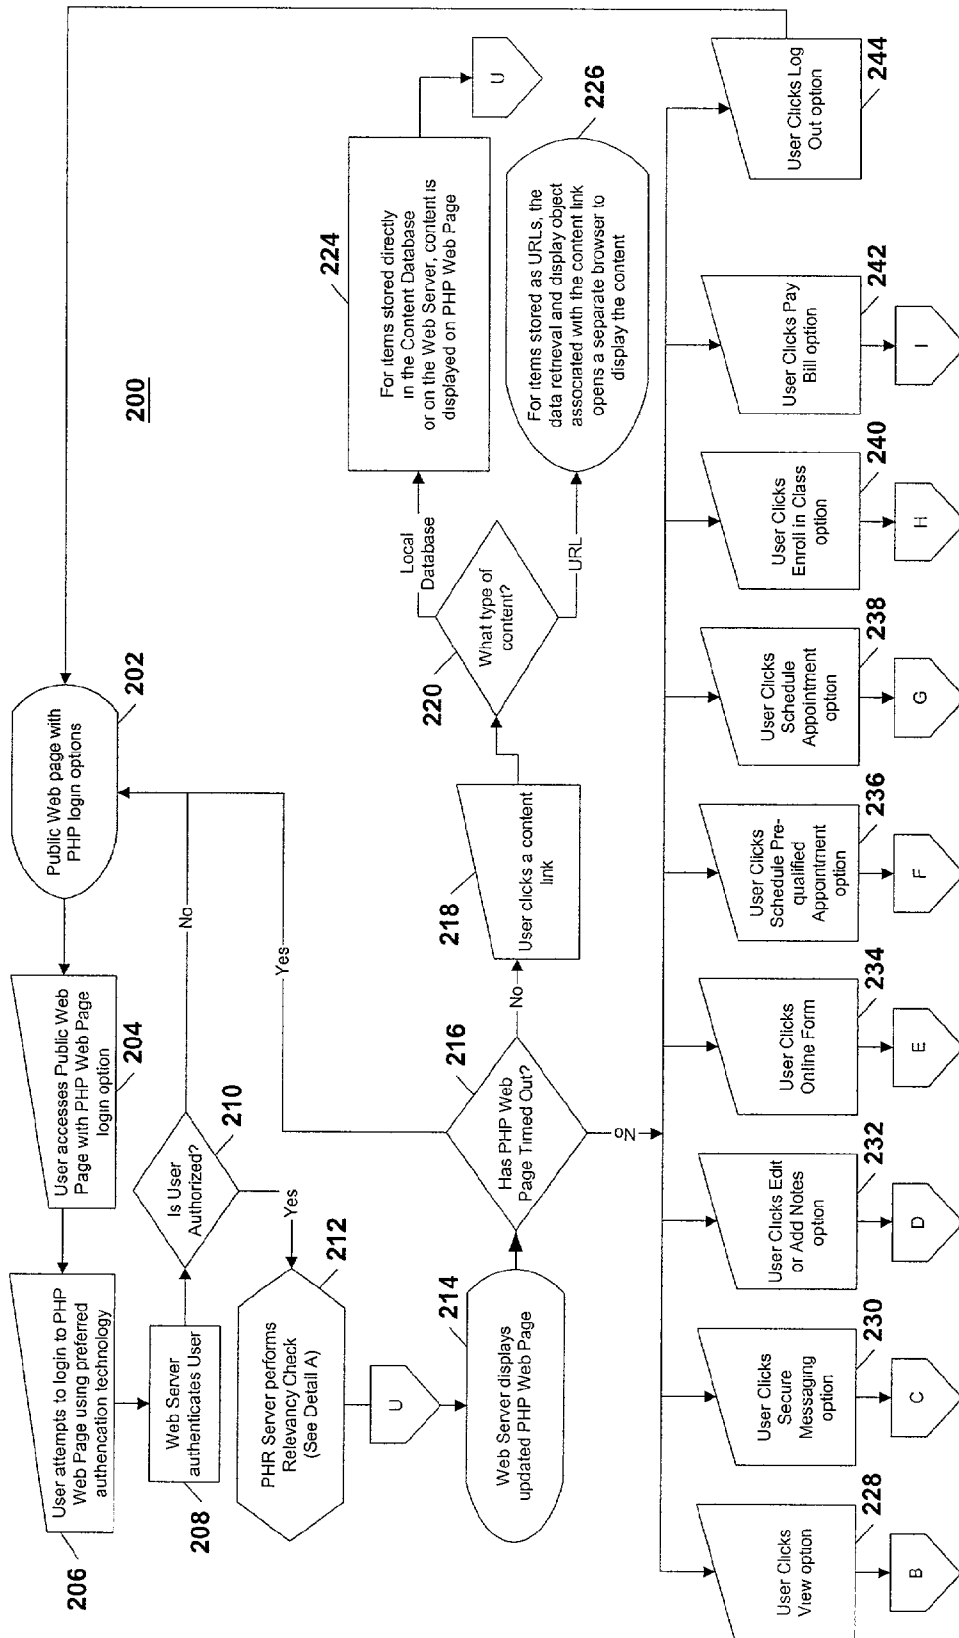 200
Public Web page with
PHP login options
202
User accesses Public Web
Page with PHP Web Page
login option
204
User attempts to login to PHP
Web Page using preferred
authencation technology
206
Web Server
authenticates User
208
Is User
Authorized?
210
No
Yes
PHR Server performs
Relevancy Check
(See Detail A)
212
U
Web Server displays
updated PHP Web Page
214
Has PHP Web
Page Timed Out?
216
Yes
No
No
User clicks a content
link
218
What type of
content?
220
Local
Database
URL
For items stored directly
in the Content Database
or on the Web Server, content is
displayed on PHP Web Page
224
U
For items stored as URLs, the
data retrieval and display object
associated with the content link
opens a separate browser to
display the content
226
User Clicks
View option
228
B
User Clicks
Secure
Messaging
option
230
C
User Clicks Edit
or Add Notes
option
232
D
User Clicks
Online Form
234
E
User Clicks
Schedule Pre-
qualified
Appointment
option
236
F
User Clicks
Schedule
Appointment
option
238
G
User Clicks
Enroll in Class
option
240
H
User Clicks Pay
Bill option
242
I
User Clicks Log
Out option
244